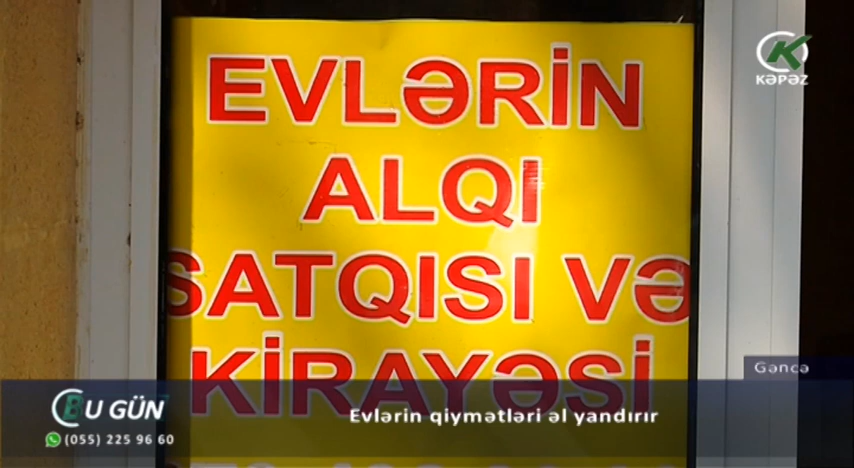 KƏPƏZ
EVLƏRİN
ALQI
SATQISI VƏ
KİRAYƏSİ
Gəncə
BU GÜN
Evlərin qiymətləri əl yandırır
(055) 225 96 60